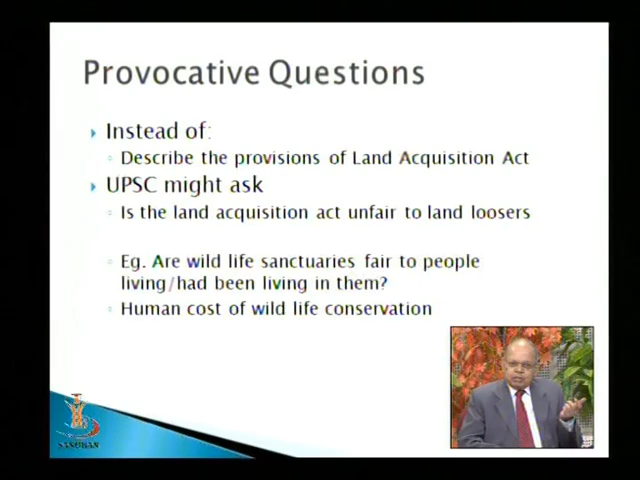 Provocative Questions
Instead of:
Describe the provisions of Land Acquisition Act
UPSC might ask
Is the land acquisition act unfair to land loosers
Eg. Are wild life sanctuaries fair to people
living/had been living in them?
Human cost of wild life conservation
SANDHAN